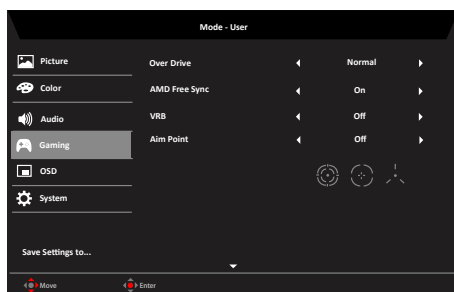 Mode - User
Picture
Over Drive Normal
Color
AMD Free Sync On
Audio
VRB Off
Gaming
Aim Point Off
OSD
System
Save Settings to...
Move Enter